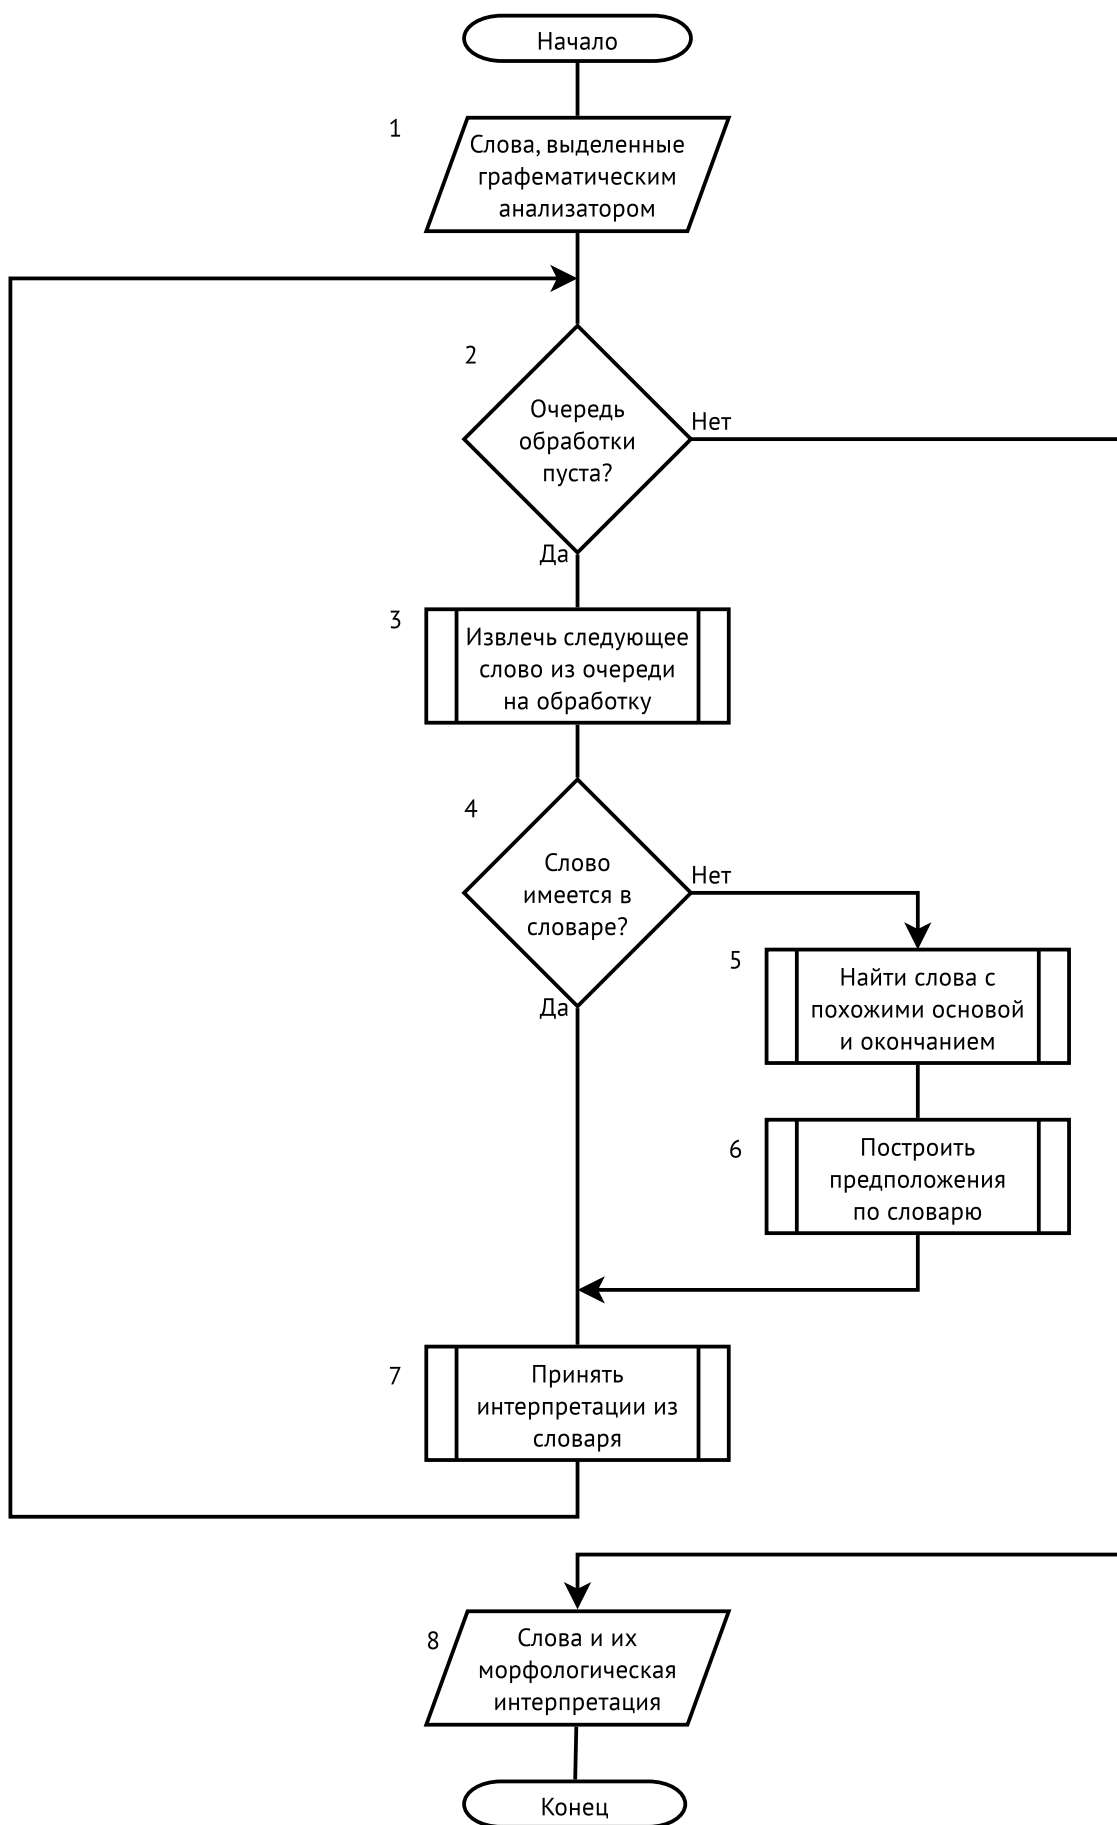 Начало
1
Слова, выделенные
графематическим
анализатором
2
Очередь
обработки
пуста?
Нет
Да
3
Извлечь следующее
слово из очереди
на обработку
4
Слово
имеется в
словаре?
Нет
Да
5
Найти слова с
похожими основой
и окончанием
6
Построить
предположения
по словарю
7
Принять
интерпретации из
словаря
8
Слова и их
морфологическая
интерпретация
Конец